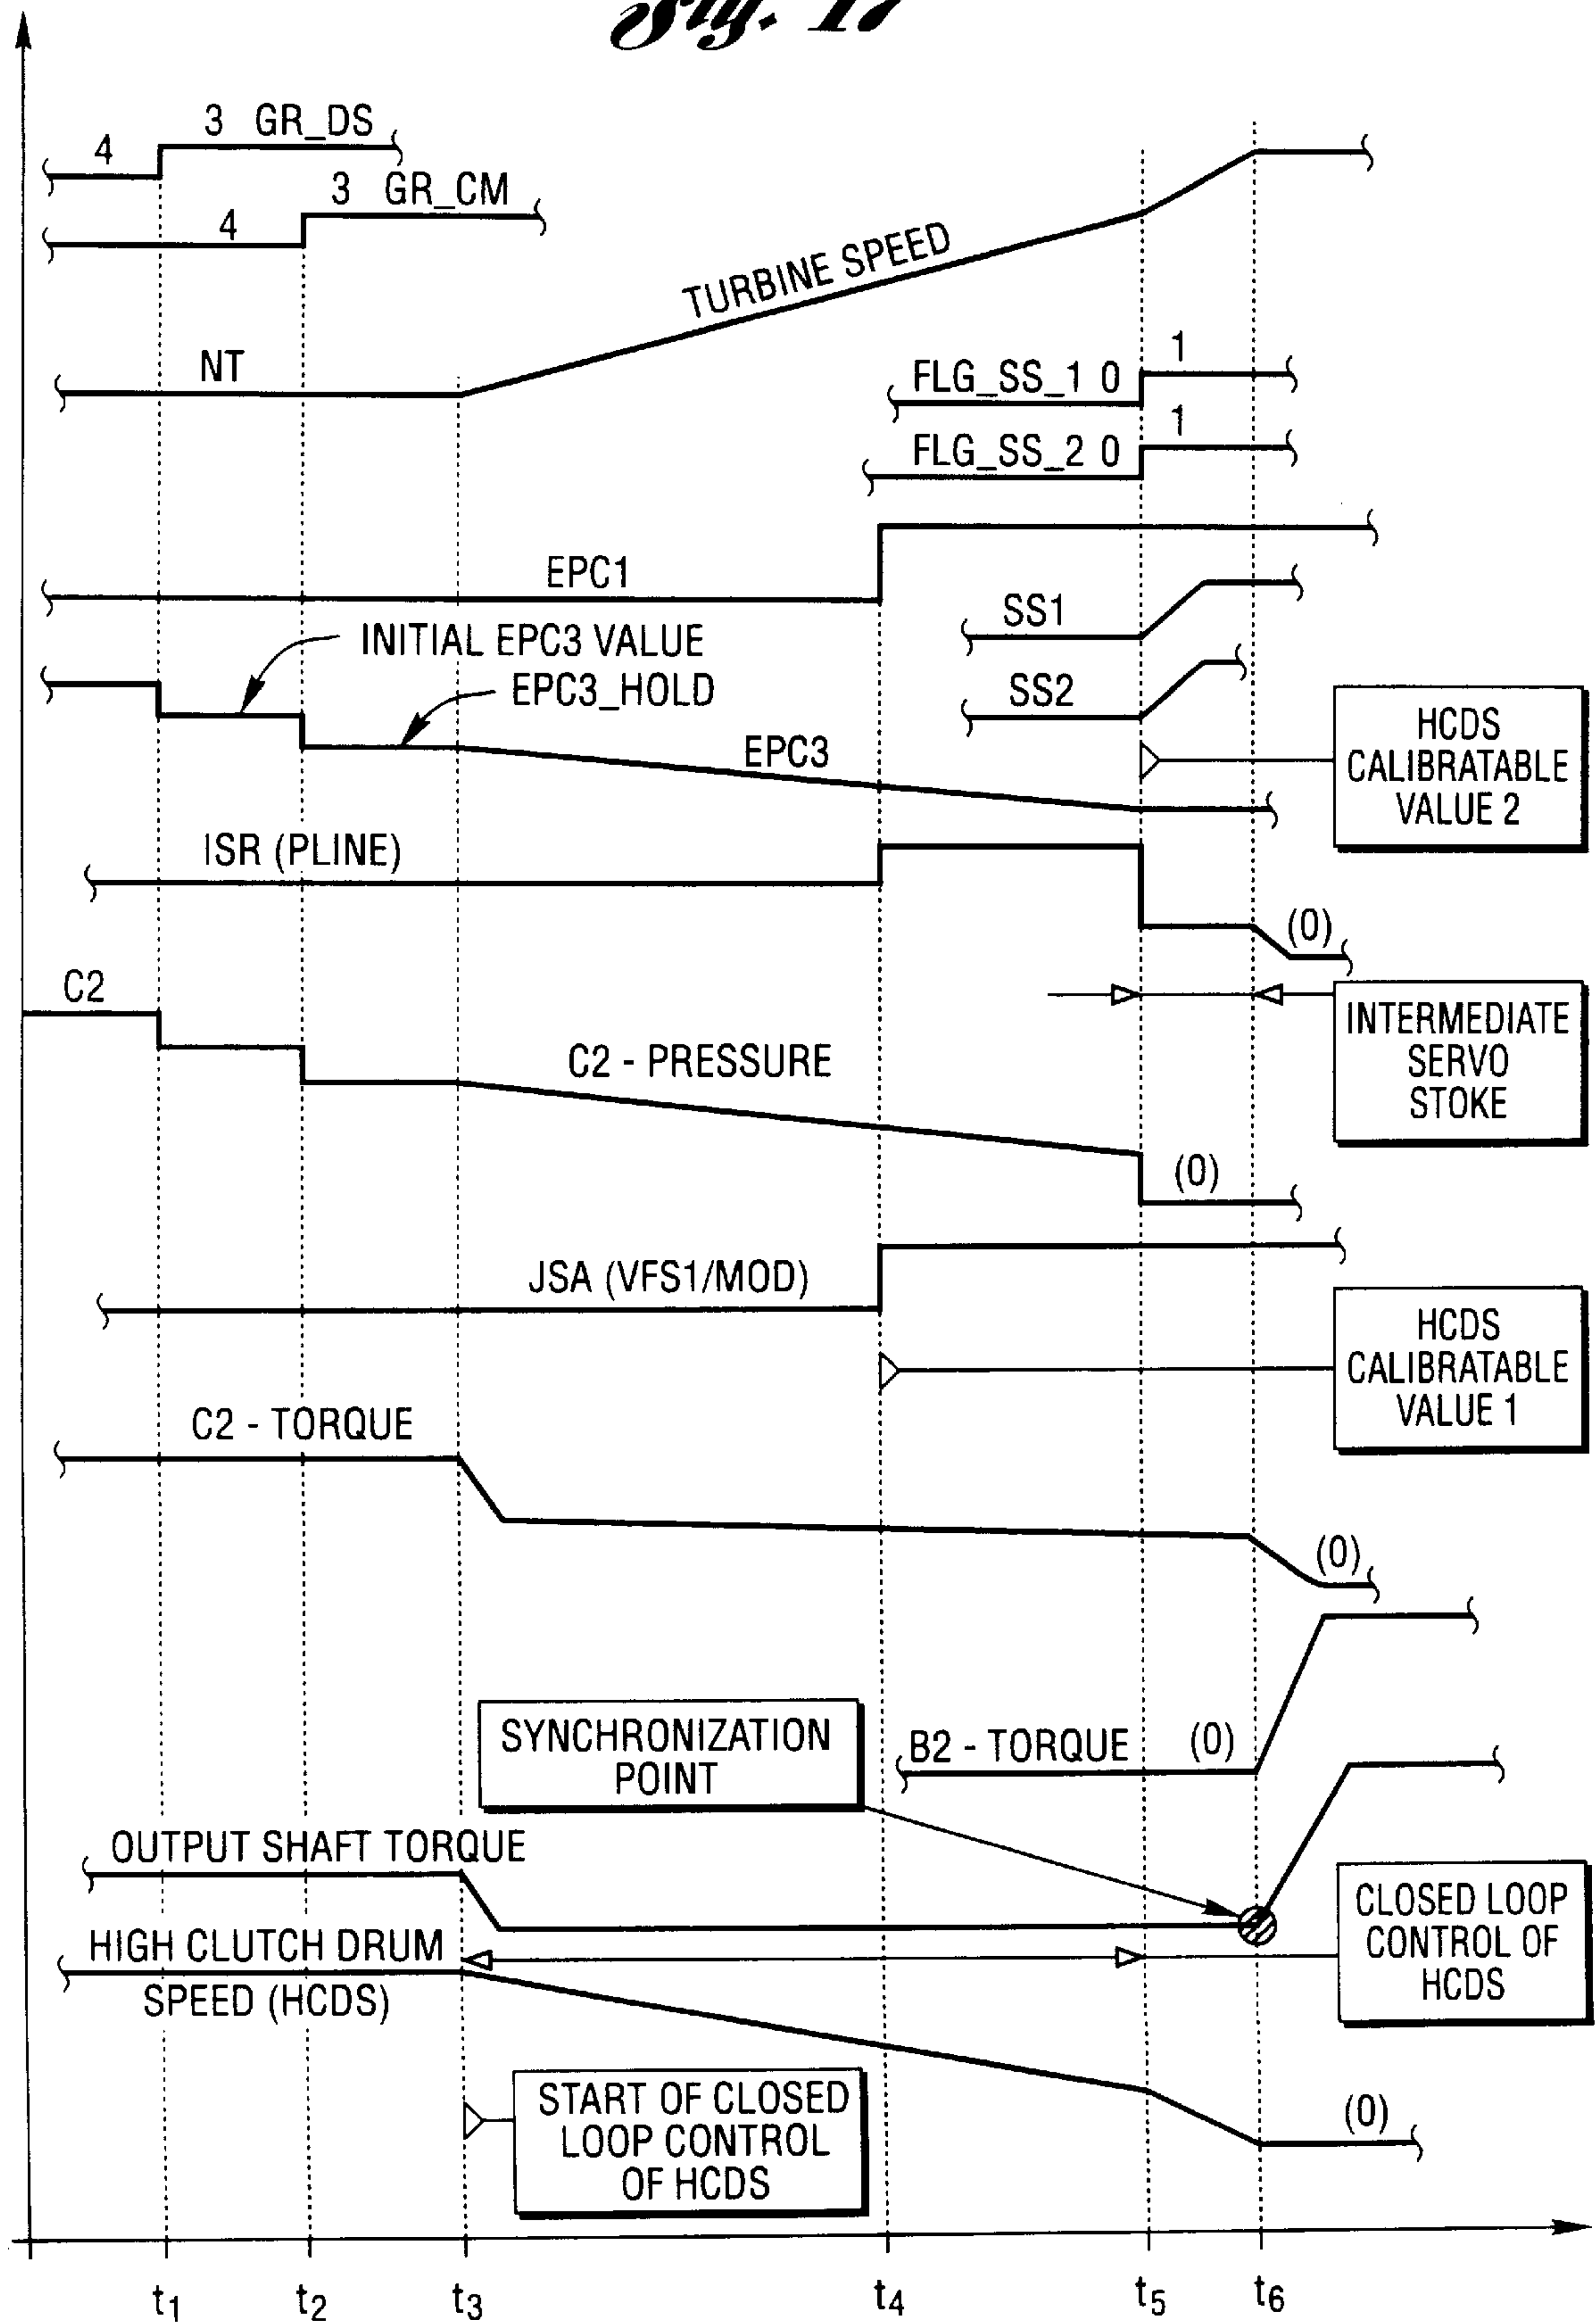 Fig. 17
3 GR_DS
4
3 GR_CM
4
TURBINE SPEED
NT
1
FLG_SS_1 0
1
FLG_SS_2 0
EPC1
SS1
INITIAL EPC3 VALUE
EPC3_HOLD
SS2
HCDS
CALIBRATABLE
VALUE 2
EPC3
ISR (PLINE)
(0)
C2
INTERMEDIATE
SERVO
STOKE
C2 - PRESSURE
(0)
JSA (VFS1/MOD)
HCDS
CALIBRATABLE
VALUE 1
C2 - TORQUE
(0)
SYNCHRONIZATION
POINT
B2 - TORQUE (0)
OUTPUT SHAFT TORQUE
CLOSED LOOP
CONTROL OF
HCDS
HIGH CLUTCH DRUM
SPEED (HCDS)
START OF CLOSED
LOOP CONTROL
OF HCDS
(0)
t1 t2 t3 t4 t5 t6